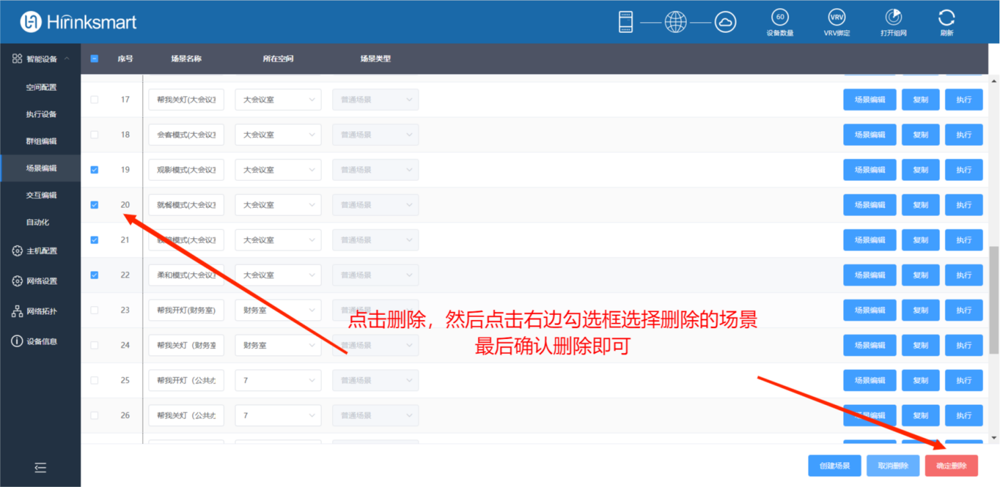 Hirinksmart
60
VRV
设备数量
VRV绑定
打开组网
刷新
智能设备
空间配置
执行设备
群组编辑
场景编辑
交互编辑
自动化
主机配置
网络设置
网络拓扑
设备信息
序号 场景名称 所在空间 场景类型
17 帮我关灯(大会议 大会议室 普通场景 场景编辑 复制 执行
18 会客模式(大会议 大会议室 普通场景 场景编辑 复制 执行
19 观影模式(大会议 大会议室 普通场景 场景编辑 复制 执行
20 就餐模式(大会议 大会议室 普通场景 场景编辑 复制 执行
21 模式(大会议 大会议室 普通场景 场景编辑 复制 执行
22 柔和模式(大会议 大会议室 普通场景 场景编辑 复制 执行
23 帮我开灯(财务室) 财务室 普通场景 场景编辑 复制 执行
24 帮我关灯（财务室 财务室 普通场景 场景编辑 复制 执行
25 帮我开灯（公共 7 普通场景 场景编辑 复制 执行
26 帮我关灯（公共 7 普通场景 场景编辑 复制 执行
点击删除，然后点击右边勾选框选择删除的场景
最后确认删除即可
创建场景 取消删除 确定删除